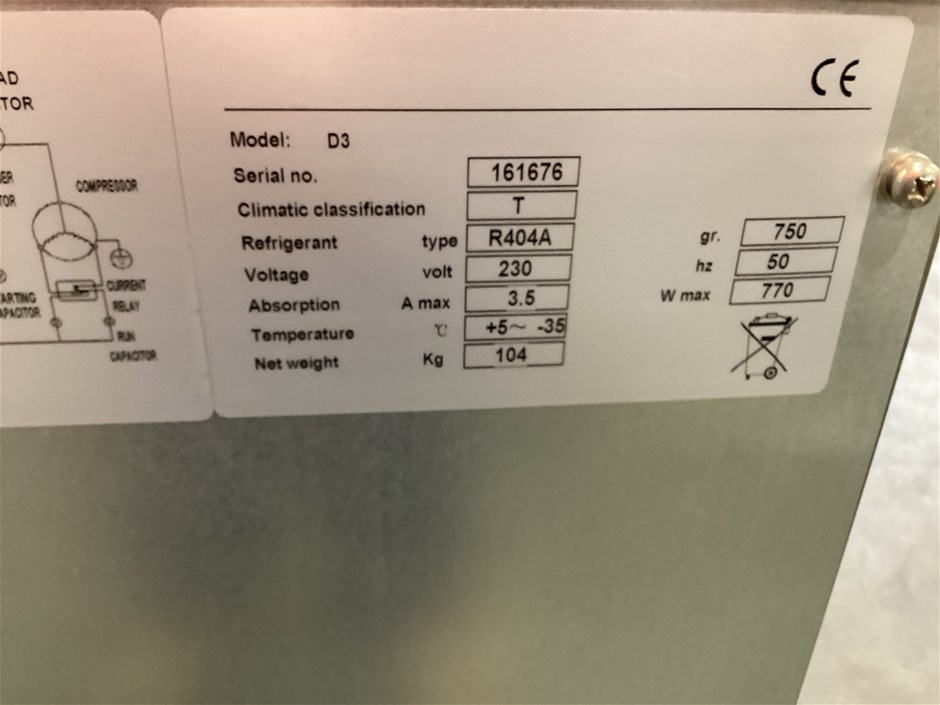 AD
TOR
COMPRESSOR
CURRENT
RELAY
RUN
CAPACITOR
CE
Model: D3
Serial no. 161676
Climatic classification T
Refrigerant type R404A gr. 750
Voltage volt 230 hz 50
Absorption A max 3.5 W max 770
Temperature ℃ +5～ -35
Net weight Kg 104